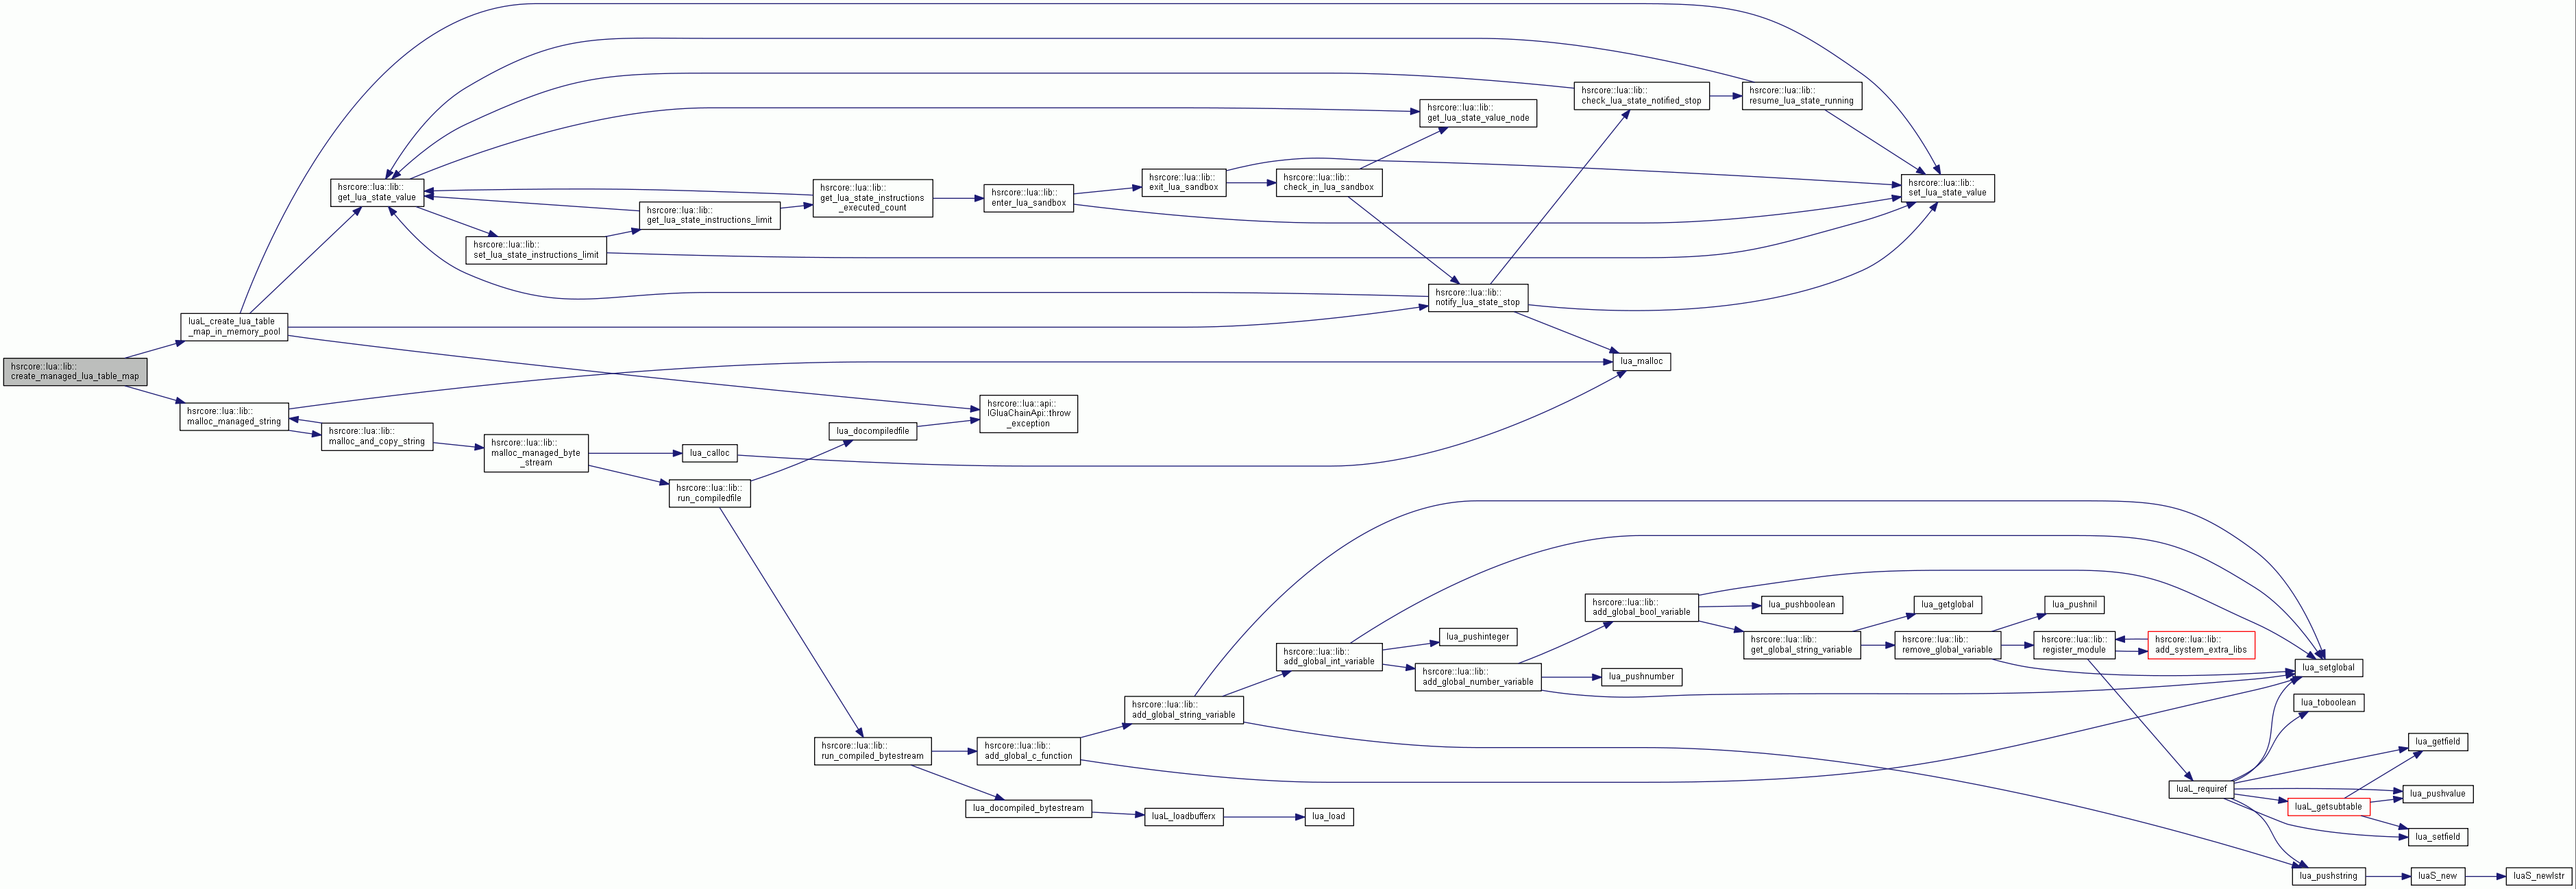 hsrcore::lua::lib::
create_managed_lua_table_map
luaL_create_lua_table
_map_in_memory_pool
hsrcore::lua::lib::
malloc_managed_string
hsrcore::lua::lib::
get_lua_state_value
hsrcore::lua::lib::
set_lua_state_instructions_limit
hsrcore::lua::lib::
get_lua_state_instructions_limit
hsrcore::lua::lib::
get_lua_state_instructions
_executed_count
hsrcore::lua::lib::
enter_lua_sandbox
hsrcore::lua::lib::
exit_lua_sandbox
hsrcore::lua::lib::
check_in_lua_sandbox
hsrcore::lua::lib::
get_lua_state_value_node
hsrcore::lua::lib::
notify_lua_state_stop
hsrcore::lua::lib::
check_lua_state_notified_stop
hsrcore::lua::lib::
resume_lua_state_running
hsrcore::lua::lib::
set_lua_state_value
lua_malloc
hsrcore::lua::api::
IGluaChainApi::throw
_exception
hsrcore::lua::lib::
malloc_and_copy_string
hsrcore::lua::lib::
malloc_managed_byte
_stream
lua_calloc
hsrcore::lua::lib::
run_compiledfile
lua_docompiledfile
hsrcore::lua::lib::
run_compiled_bytestream
hsrcore::lua::lib::
add_global_c_function
lua_docompiled_bytestream
luaL_loadbufferx
lua_load
hsrcore::lua::lib::
add_global_string_variable
hsrcore::lua::lib::
add_global_int_variable
lua_pushinteger
hsrcore::lua::lib::
add_global_number_variable
lua_pushnumber
hsrcore::lua::lib::
add_global_bool_variable
lua_pushboolean
hsrcore::lua::lib::
get_global_string_variable
lua_getglobal
hsrcore::lua::lib::
remove_global_variable
lua_pushnil
hsrcore::lua::lib::
register_module
hsrcore::lua::lib::
add_system_extra_libs
lua_setglobal
lua_toboolean
luaL_requiref
luaL_getsubtable
lua_getfield
lua_pushvalue
lua_setfield
lua_pushstring
luaS_new
luaS_newlstr